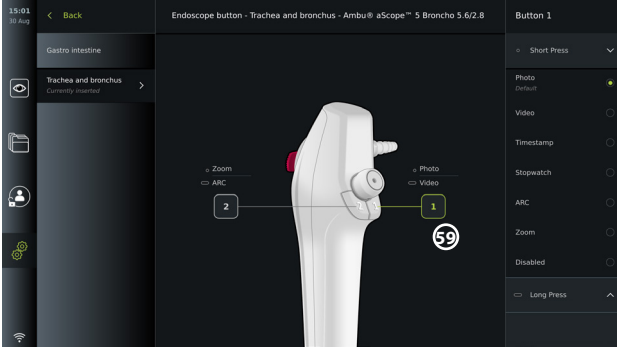 15:01
30 Aug
Back
Endoscope button - Trachea and bronchus - Ambu® aScope™ 5 Broncho 5.6/2.8
Button 1
Gastro intestine
Trachea and bronchus
Currently inserted
Zoom
ARC
2
Photo
Video
1
2 1
59
Short Press
Photo
Default
Video
Timestamp
Stopwatch
ARC
Zoom
Disabled
Long Press